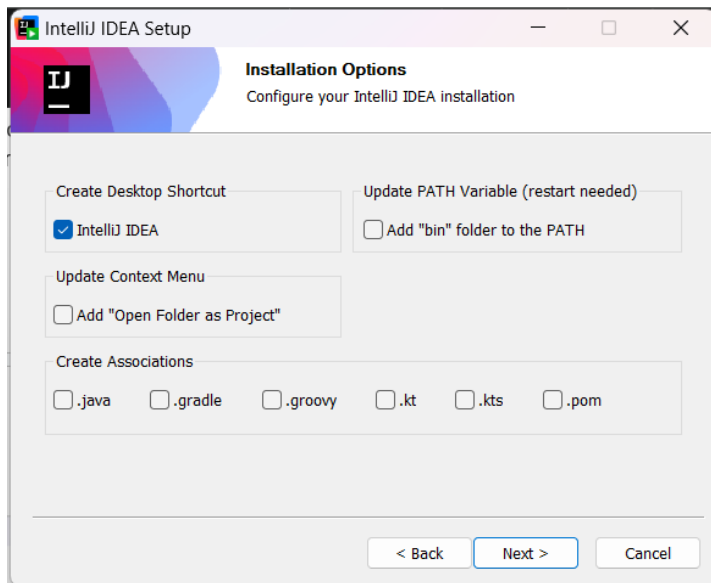 IntelliJ IDEA Setup
IJ
Installation Options
Configure your IntelliJ IDEA installation
Create Desktop Shortcut
IntelliJ IDEA
Update PATH Variable (restart needed)
Add "bin" folder to the PATH
Update Context Menu
Add "Open Folder as Project"
Create Associations
.java .gradle .groovy .kt .kts .pom
< Back Next > Cancel